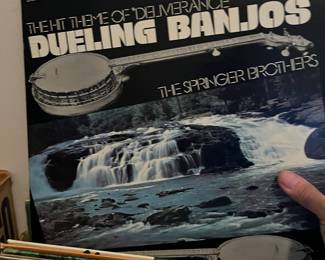 THE HIT THEME OF "DELIVERANCE"
DUELING BANJOS
THE SPRINGER BROTHERS